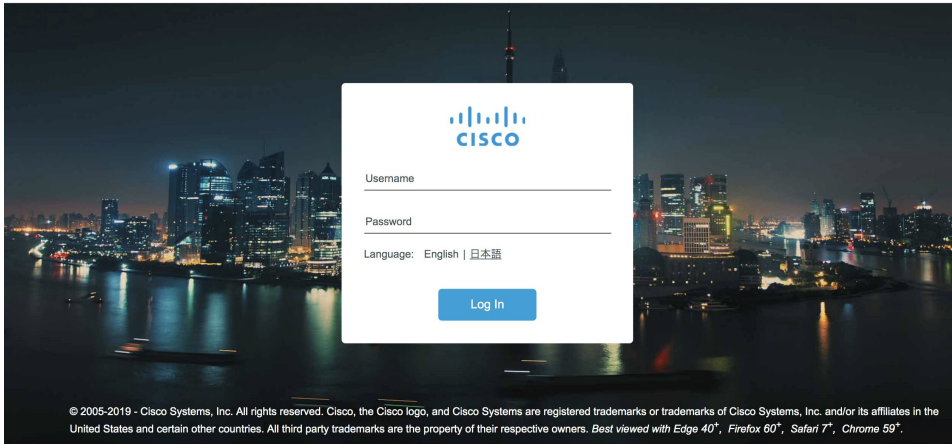 CISCO
Username
Password
Language: English | 日本語
Log In
© 2005-2019 - Cisco Systems, Inc. All rights reserved. Cisco, the Cisco logo, and Cisco Systems are registered trademarks or trademarks of Cisco Systems, Inc. and/or its affiliates in the
United States and certain other countries. All third party trademarks are the property of their respective owners. Best viewed with Edge 40+, Firefox 60+, Safari 7+, Chrome 59+.